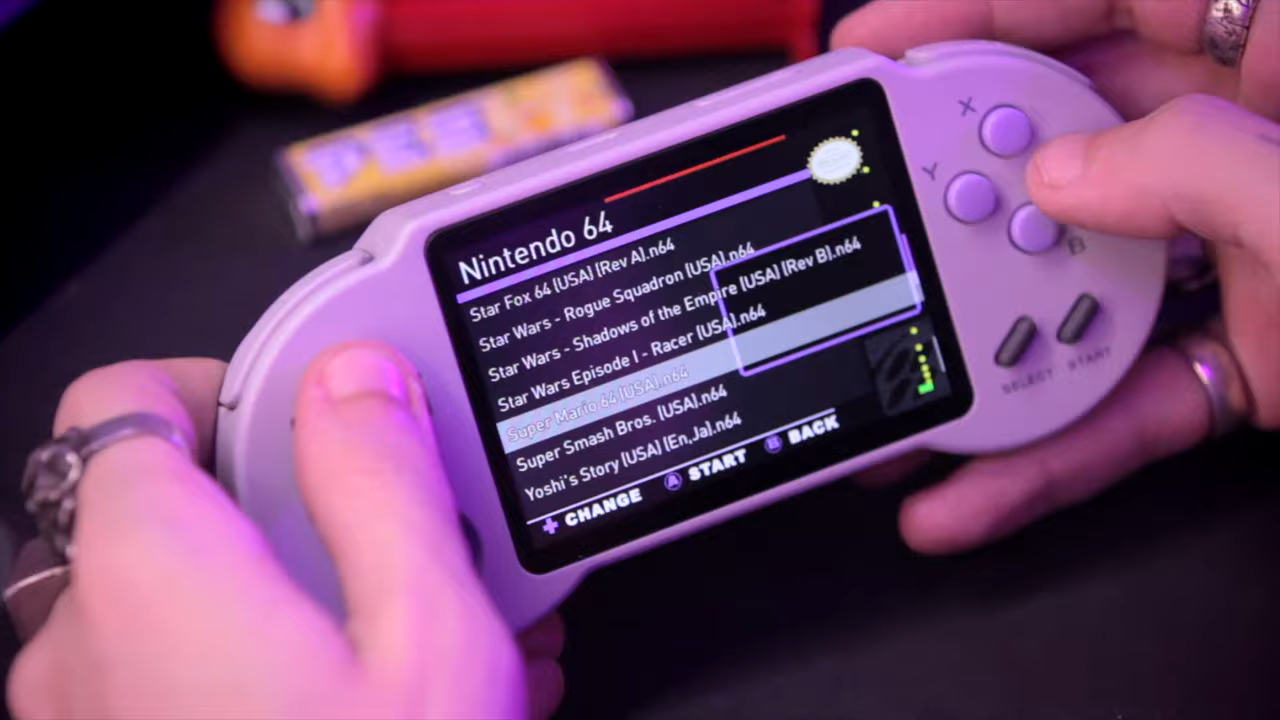 PEZ
Nintendo 64
Star Fox 64 (USA) (Rev A).n64
Star Wars - Rogue Squadron (USA).n64
Star Wars - Shadows of the Empire (USA) (Rev B).n64
Star Wars Episode I - Racer (USA).n64
Super Mario 64 (USA).n64
Super Smash Bros. (USA).n64
Yoshi's Story (USA) (En,Ja).n64
CHANGE A START B BACK
X
Y
B
SELECT START